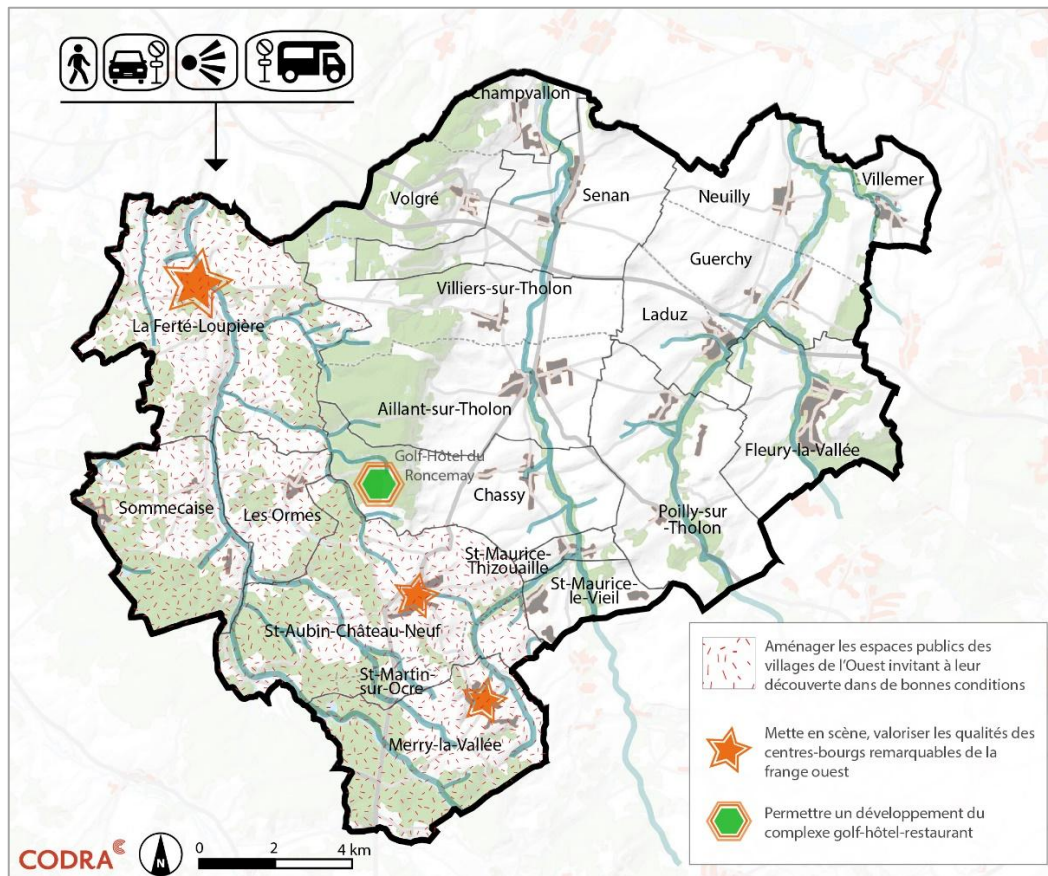 Champvallon
Volgré
Senan
Neuilly
Villemer
Guerchy
Villiers-sur-Tholon
La Ferté-Loupière
Laduz
Aillant-sur-Tholon
Golf-Hôtel du
Roncemay
Fleury-la-Vallée
Chassy
Sommecaise
Les Ormes
Poilly-sur
-Tholon
St-Maurice-
Thizouaille
St-Maurice-
le-Vieil
St-Aubin-Château-Neuf
St-Martin-
sur-Ocre
Merry-la-Vallée
Aménager les espaces publics des
villages de l'Ouest invitant à leur
découverte dans de bonnes conditions
Mette en scène, valoriser les qualités des
centres-bourgs remarquables de la
frange ouest
Permettre un développement du
complexe golf-hôtel-restaurant
CODRA
N
0 2 4 km